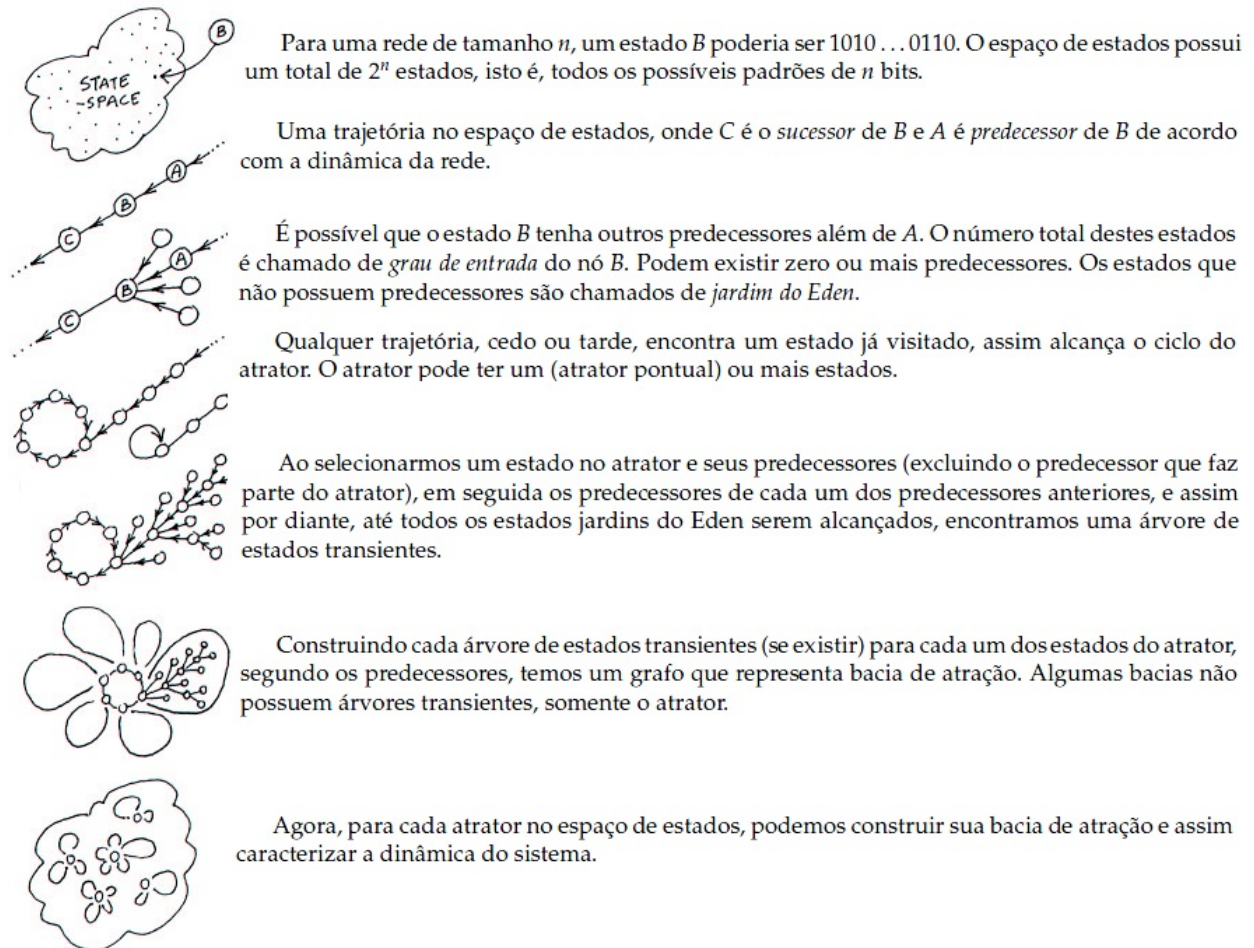 B
STATE
-SPACE
Para uma rede de tamanho n, um estado B poderia ser 1010 . . . 0110. O espaço de estados possui
um total de 2ⁿ estados, isto é, todos os possíveis padrões de n bits.
A
B
C
Uma trajetória no espaço de estados, onde C é o sucessor de B e A é predecessor de B de acordo
com a dinâmica da rede.
A
B
C
É possível que o estado B tenha outros predecessores além de A. O número total destes estados
é chamado de grau de entrada do nó B. Podem existir zero ou mais predecessores. Os estados que
não possuem predecessores são chamados de jardim do Eden.
Qualquer trajetória, cedo ou tarde, encontra um estado já visitado, assim alcança o ciclo do
atrator. O atrator pode ter um (atrator pontual) ou mais estados.
Ao selecionarmos um estado no atrator e seus predecessores (excluindo o predecessor que faz
parte do atrator), em seguida os predecessores de cada um dos predecessores anteriores, e assim
por diante, até todos os estados jardins do Eden serem alcançados, encontramos uma árvore de
estados transientes.
Construindo cada árvore de estados transientes (se existir) para cada um dos estados do atrator,
segundo os predecessores, temos um grafo que representa bacia de atração. Algumas bacias não
possuem árvores transientes, somente o atrator.
Agora, para cada atrator no espaço de estados, podemos construir sua bacia de atração e assim
caracterizar a dinâmica do sistema.